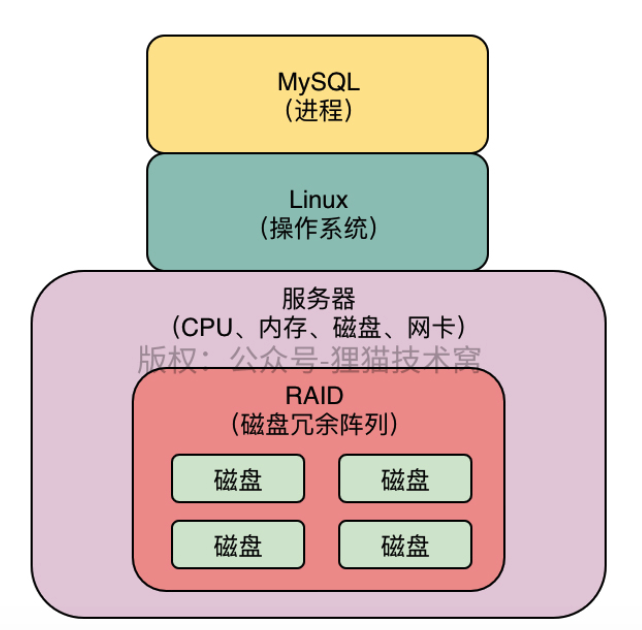 MySQL
（进程）
Linux
（操作系统）
服务器
（CPU、内存、磁盘、网卡）
版权：公众号-狸猫技术窝
RAID
（磁盘冗余阵列）
磁盘 磁盘
磁盘 磁盘